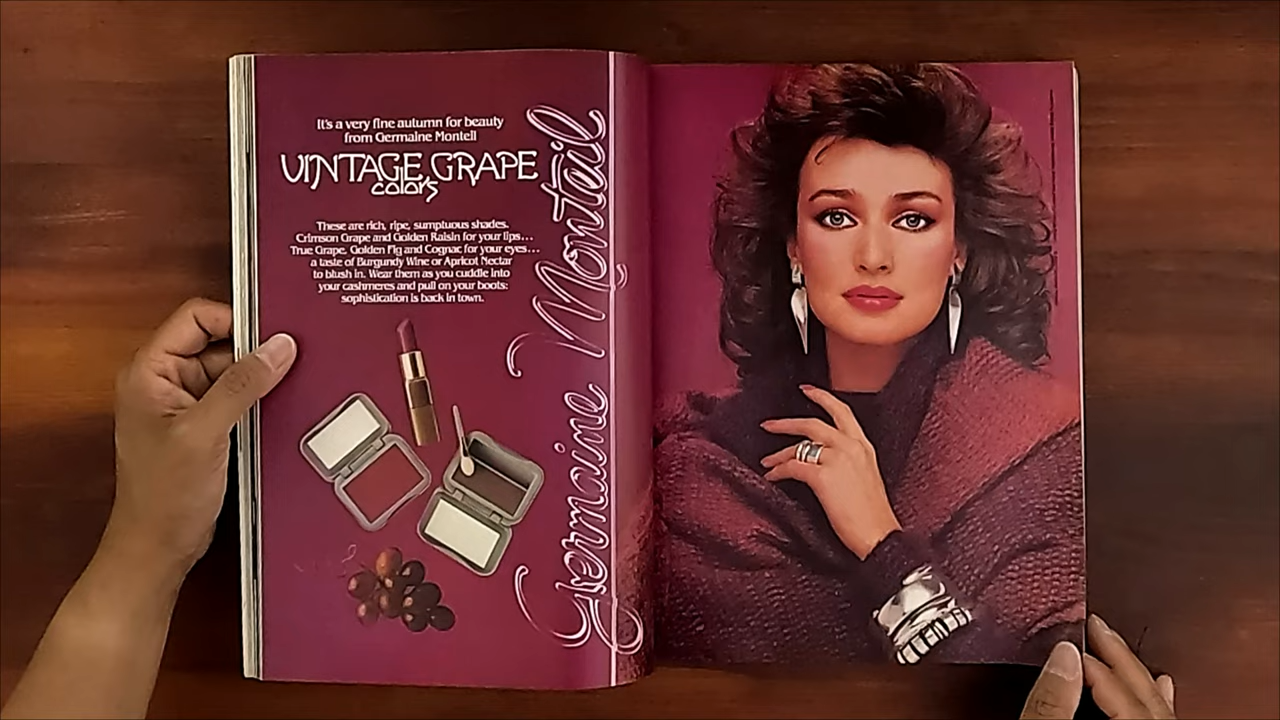 It's a very fine autumn for beauty
from Germaine Monteil
VINTAGE GRAPE
colors
These are rich, ripe, sumptuous shades.
Crimson Grape and Golden Raisin for your lips...
True Grape, Golden Fig and Cognac for your eyes...
a taste of Burgundy Wine or Apricot Nectar
to blush in. Wear them as you cuddle into
your cashmeres and pull on your boots:
sophistication is back in town.
Germaine Monteil